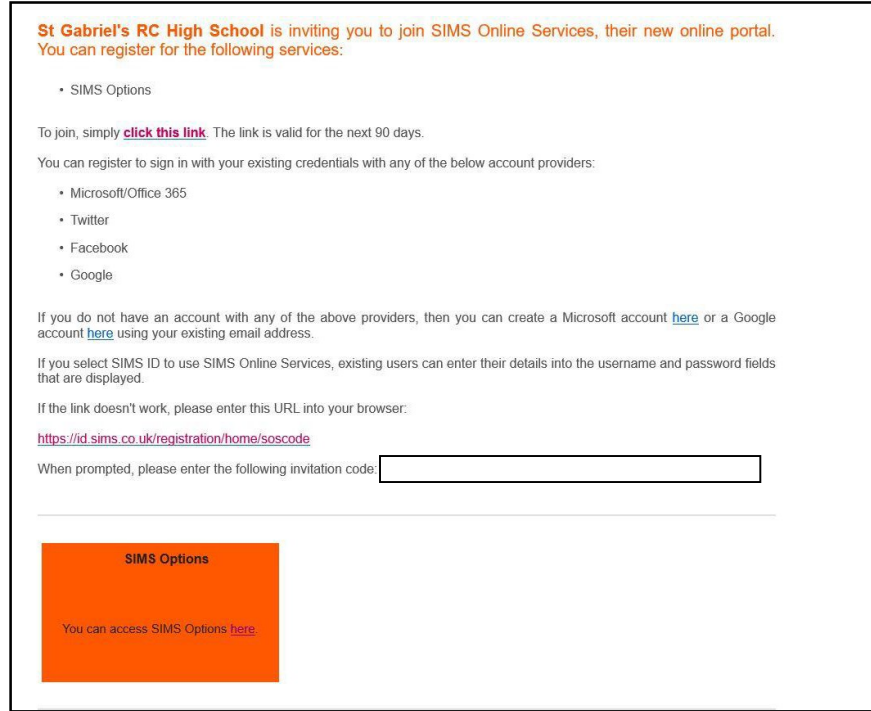 St Gabriel's RC High School is inviting you to join SIMS Online Services, their new online portal.
You can register for the following services:
• SIMS Options
To join, simply click this link. The link is valid for the next 90 days.
You can register to sign in with your existing credentials with any of the below account providers:
• Microsoft/Office 365
• Twitter
• Facebook
• Google
If you do not have an account with any of the above providers, then you can create a Microsoft account here or a Google
account here using your existing email address.
If you select SIMS ID to use SIMS Online Services, existing users can enter their details into the username and password fields
that are displayed.
If the link doesn't work, please enter this URL into your browser:
https://id.sims.co.uk/registration/home/soscode
When prompted, please enter the following invitation code:
SIMS Options
You can access SIMS Options here.